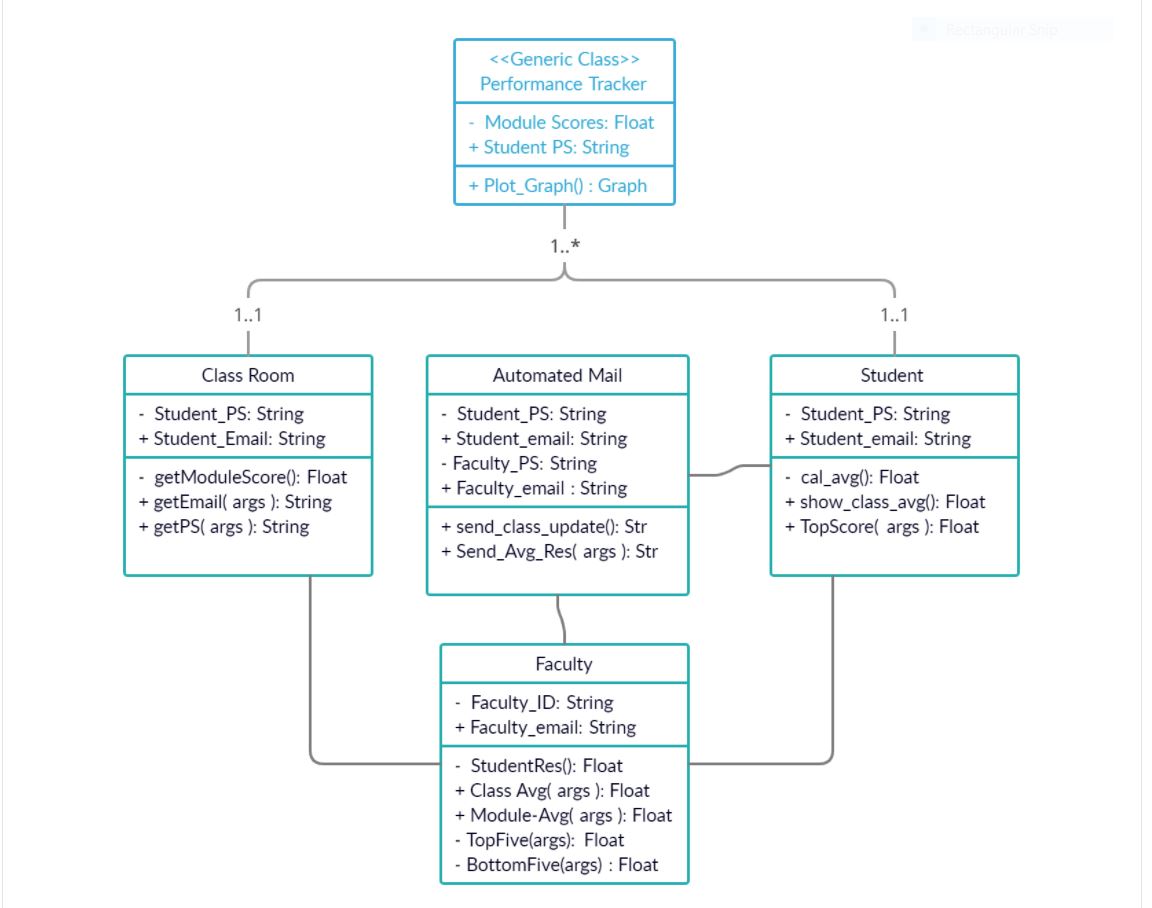 Rectangular Snip
<<Generic Class>>
Performance Tracker
- Module Scores: Float
+ Student PS: String
+ Plot_Graph() : Graph
1..*
1..1
1..1
Class Room
- Student_PS: String
+ Student_Email: String
- getModuleScore(): Float
+ getEmail( args ): String
+ getPS( args ): String
Automated Mail
- Student_PS: String
+ Student_email: String
- Faculty_PS: String
+ Faculty_email : String
+ send_class_update(): Str
+ Send_Avg_Res( args ): Str
Student
- Student_PS: String
+ Student_email: String
- cal_avg(): Float
+ show_class_avg(): Float
+ TopScore( args ): Float
Faculty
- Faculty_ID: String
+ Faculty_email: String
- StudentRes(): Float
+ Class Avg( args ): Float
+ Module-Avg( args ): Float
- TopFive(args): Float
- BottomFive(args) : Float